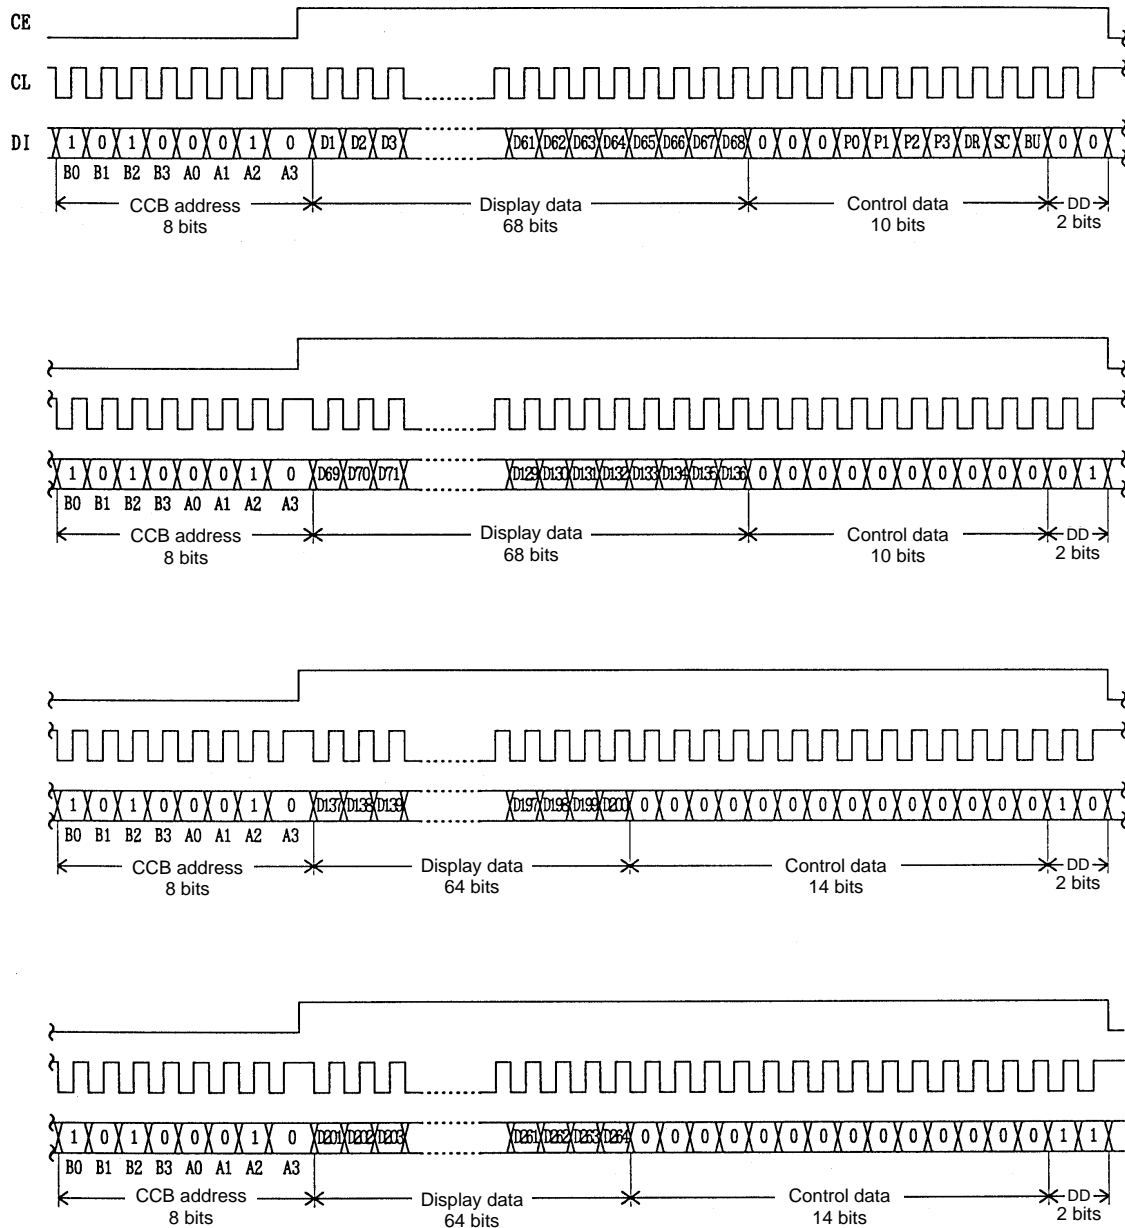 CE
CL
DI 1 0 1 0 0 0 1 0 D1 D2 D3 D61 D62 D63 D64 D65 D66 D67 D68 0 0 0 P0 P1 P2 P3 DR SC BU 0 0
B0 B1 B2 B3 A0 A1 A2 A3
CCB address Display data Control data DD
8 bits 68 bits 10 bits 2 bits
1 0 1 0 0 0 1 0 D69 D70 D71 D129 D130 D131 D132 D133 D134 D135 D136 0 0 0 0 0 0 0 0 0 0 0 1
B0 B1 B2 B3 A0 A1 A2 A3
CCB address Display data Control data DD
8 bits 68 bits 10 bits 2 bits
1 0 1 0 0 0 1 0 D137 D138 D139 D197 D198 D199 D200 0 0 0 0 0 0 0 0 0 0 0 0 0 0 1 0
B0 B1 B2 B3 A0 A1 A2 A3
CCB address Display data Control data DD
8 bits 64 bits 14 bits 2 bits
1 0 1 0 0 0 1 0 D201 D202 D203 D261 D262 D263 D264 0 0 0 0 0 0 0 0 0 0 0 0 0 0 1 1
B0 B1 B2 B3 A0 A1 A2 A3
CCB address Display data Control data DD
8 bits 64 bits 14 bits 2 bits